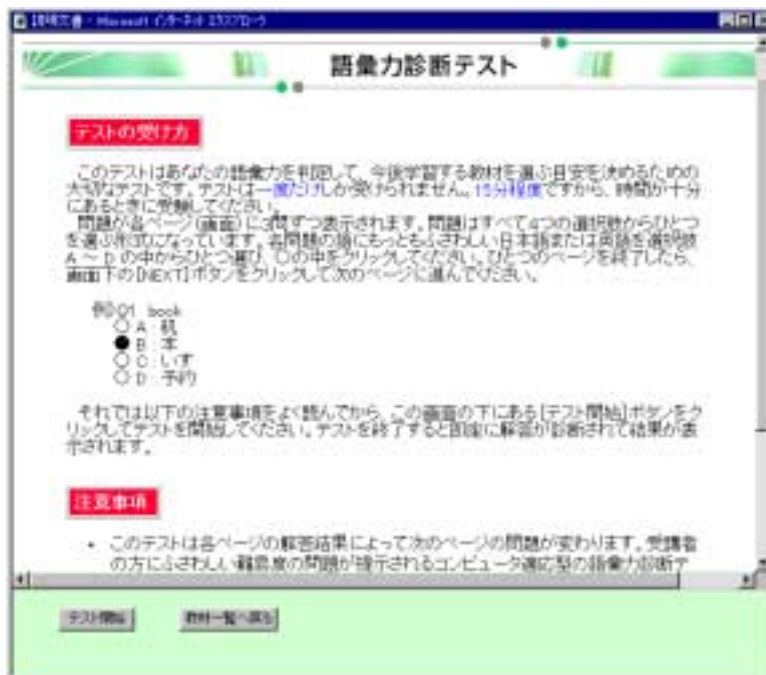 説明文書 - Microsoft インターネット エクスプローラ
語彙力診断テスト
テストの受け方
このテストはあなたの語彙力を判定して、今後学習する教材を選ぶ目安を決めるための
大切なテストです。テストは一度だけしか受けられません。15分程度ですから、時間が十分
にあるときに受験してください。
問題が各ページ(画面)に3問ずつ表示されます。問題はすべて4つの選択肢からひとつ
を選ぶ形式になっています。各問題の語にもっともふさわしい日本語または英語を選択肢
A ~ D の中からひとつ選び、○の中をクリックしてください。ひとつのページを終了したら、
画面下の[NEXT]ボタンをクリックして次のページに進んでください。
例)Q1 book
A : 机
B : 本
C : いす
D : 予約
それでは以下の注意事項をよく読んでから、この画面の下にある[テスト開始]ボタンをク
リックしてテストを開始してください。テストを終了すると即座に解答が診断されて結果が表
示されます。
注意事項
• このテストは各ページの解答結果によって次のページの問題が変わります。受講者
の方にふさわしい難易度の問題が提示されるコンピュータ適応型の語彙力診断テ
テスト開始
教材一覧へ戻る